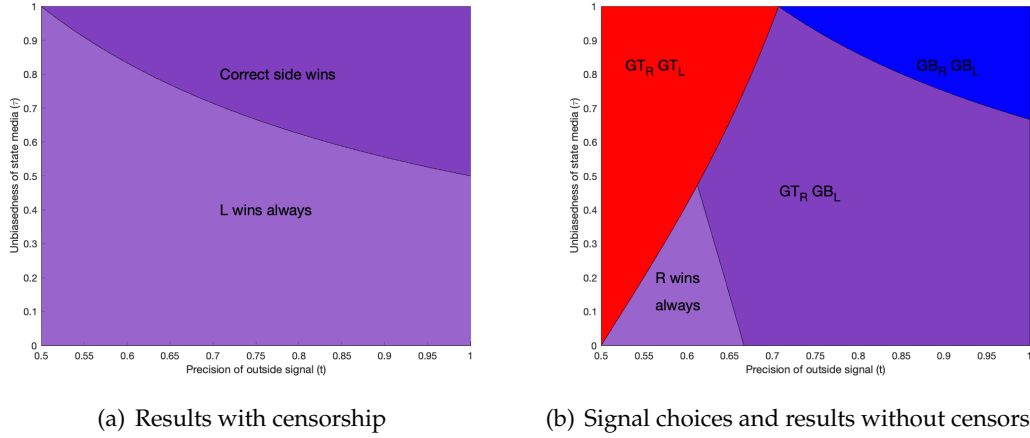 1
0.9
0.8
0.7
0.6
0.5
0.4
0.3
0.2
0.1
0
Unbiasedness of state media (τ)
Correct side wins
L wins always
0.5 0.55 0.6 0.65 0.7 0.75 0.8 0.85 0.9 0.95 1
Precision of outside signal (t)
(a) Results with censorship
1
0.9
0.8
0.7
0.6
0.5
0.4
0.3
0.2
0.1
0
Unbiasedness of state media (τ)
GT_R GT_L
GB_R GB_L
GT_R GB_L
R wins
always
0.5 0.55 0.6 0.65 0.7 0.75 0.8 0.85 0.9 0.95 1
Precision of outside signal (t)
(b) Signal choices and results without censors